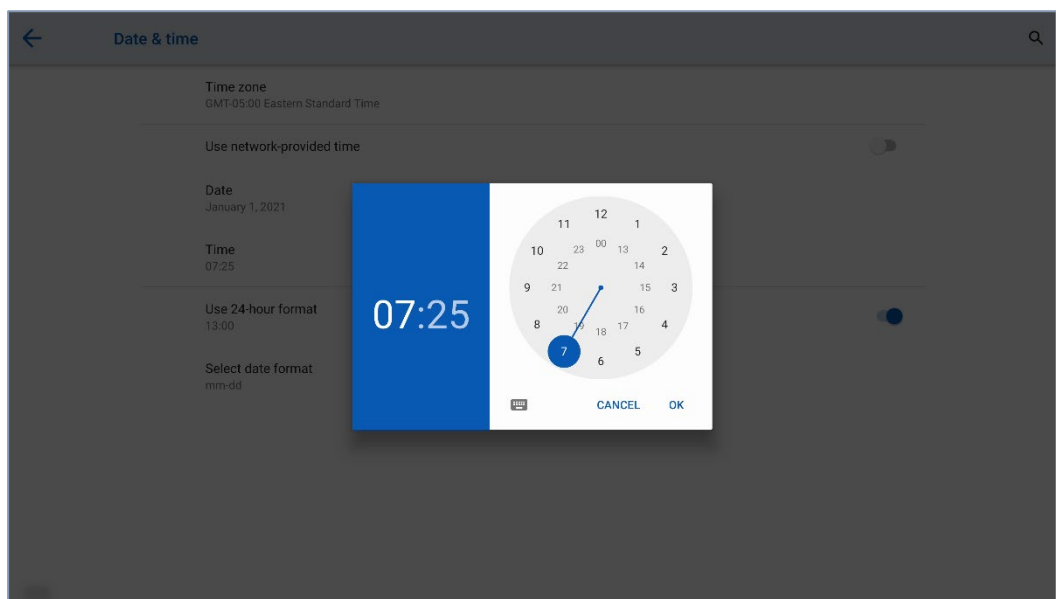 Date & time
Time zone
GMT-05:00 Eastern Standard Time
Use network-provided time
Date
January 1, 2021
Time
07:25
Use 24-hour format
13:00
Select date format
mm-dd
07:25
12
11
1
10
2
00
23
13
22
14
9
21
15
3
20
16
8
19
17
4
18
7
5
6
CANCEL
OK